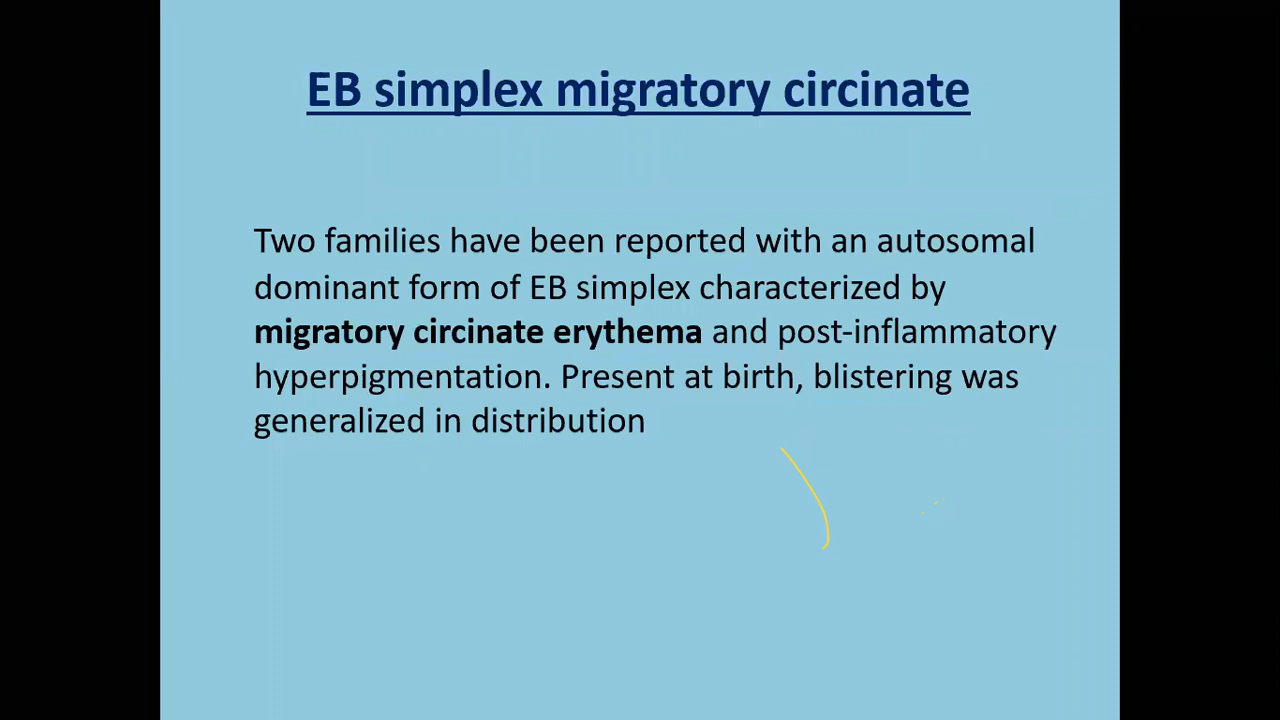 EB simplex migratory circinate
Two families have been reported with an autosomal
dominant form of EB simplex characterized by
migratory circinate erythema and post-inflammatory
hyperpigmentation. Present at birth, blistering was
generalized in distribution